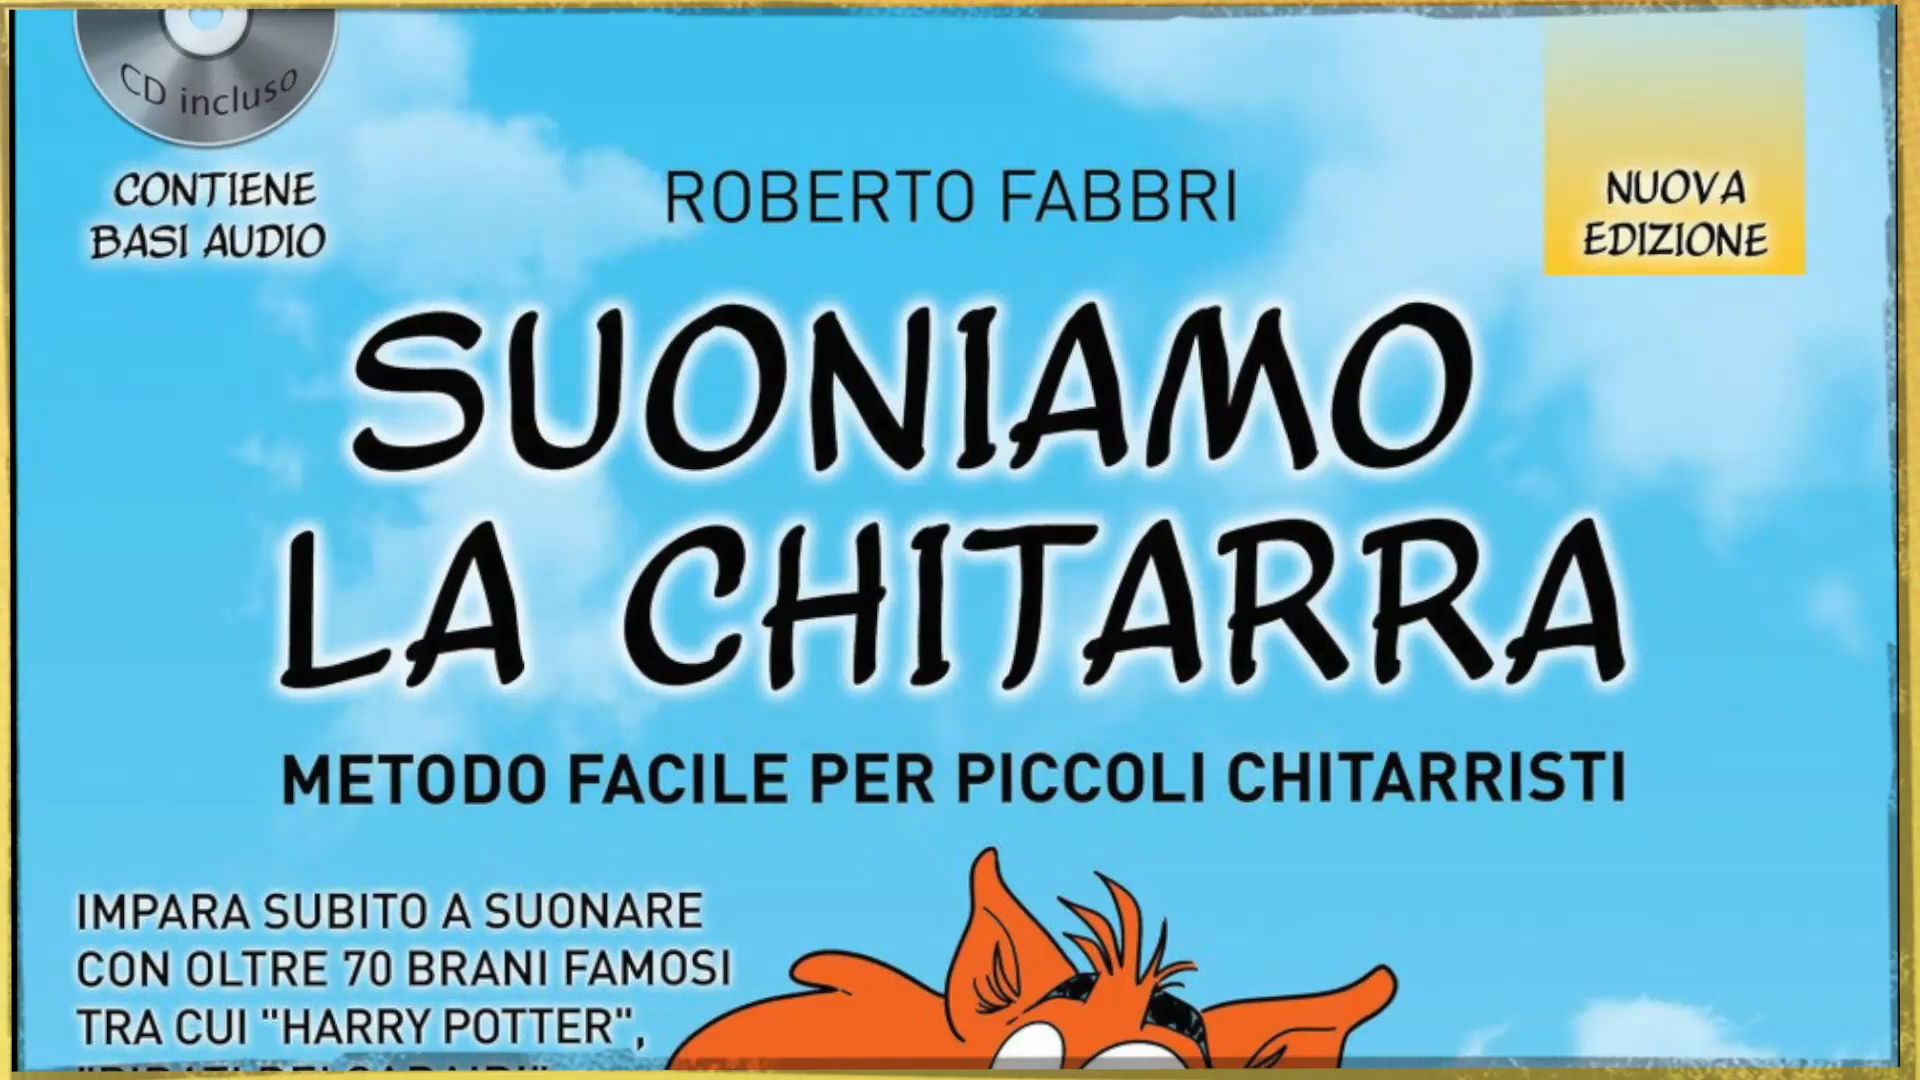 CD incluso
CONTIENE
BASI AUDIO
ROBERTO FABBRI
NUOVA
EDIZIONE
SUONIAMO
LA CHITARRA
METODO FACILE PER PICCOLI CHITARRISTI
IMPARA SUBITO A SUONARE
CON OLTRE 70 BRANI FAMOSI
TRA CUI "HARRY POTTER",